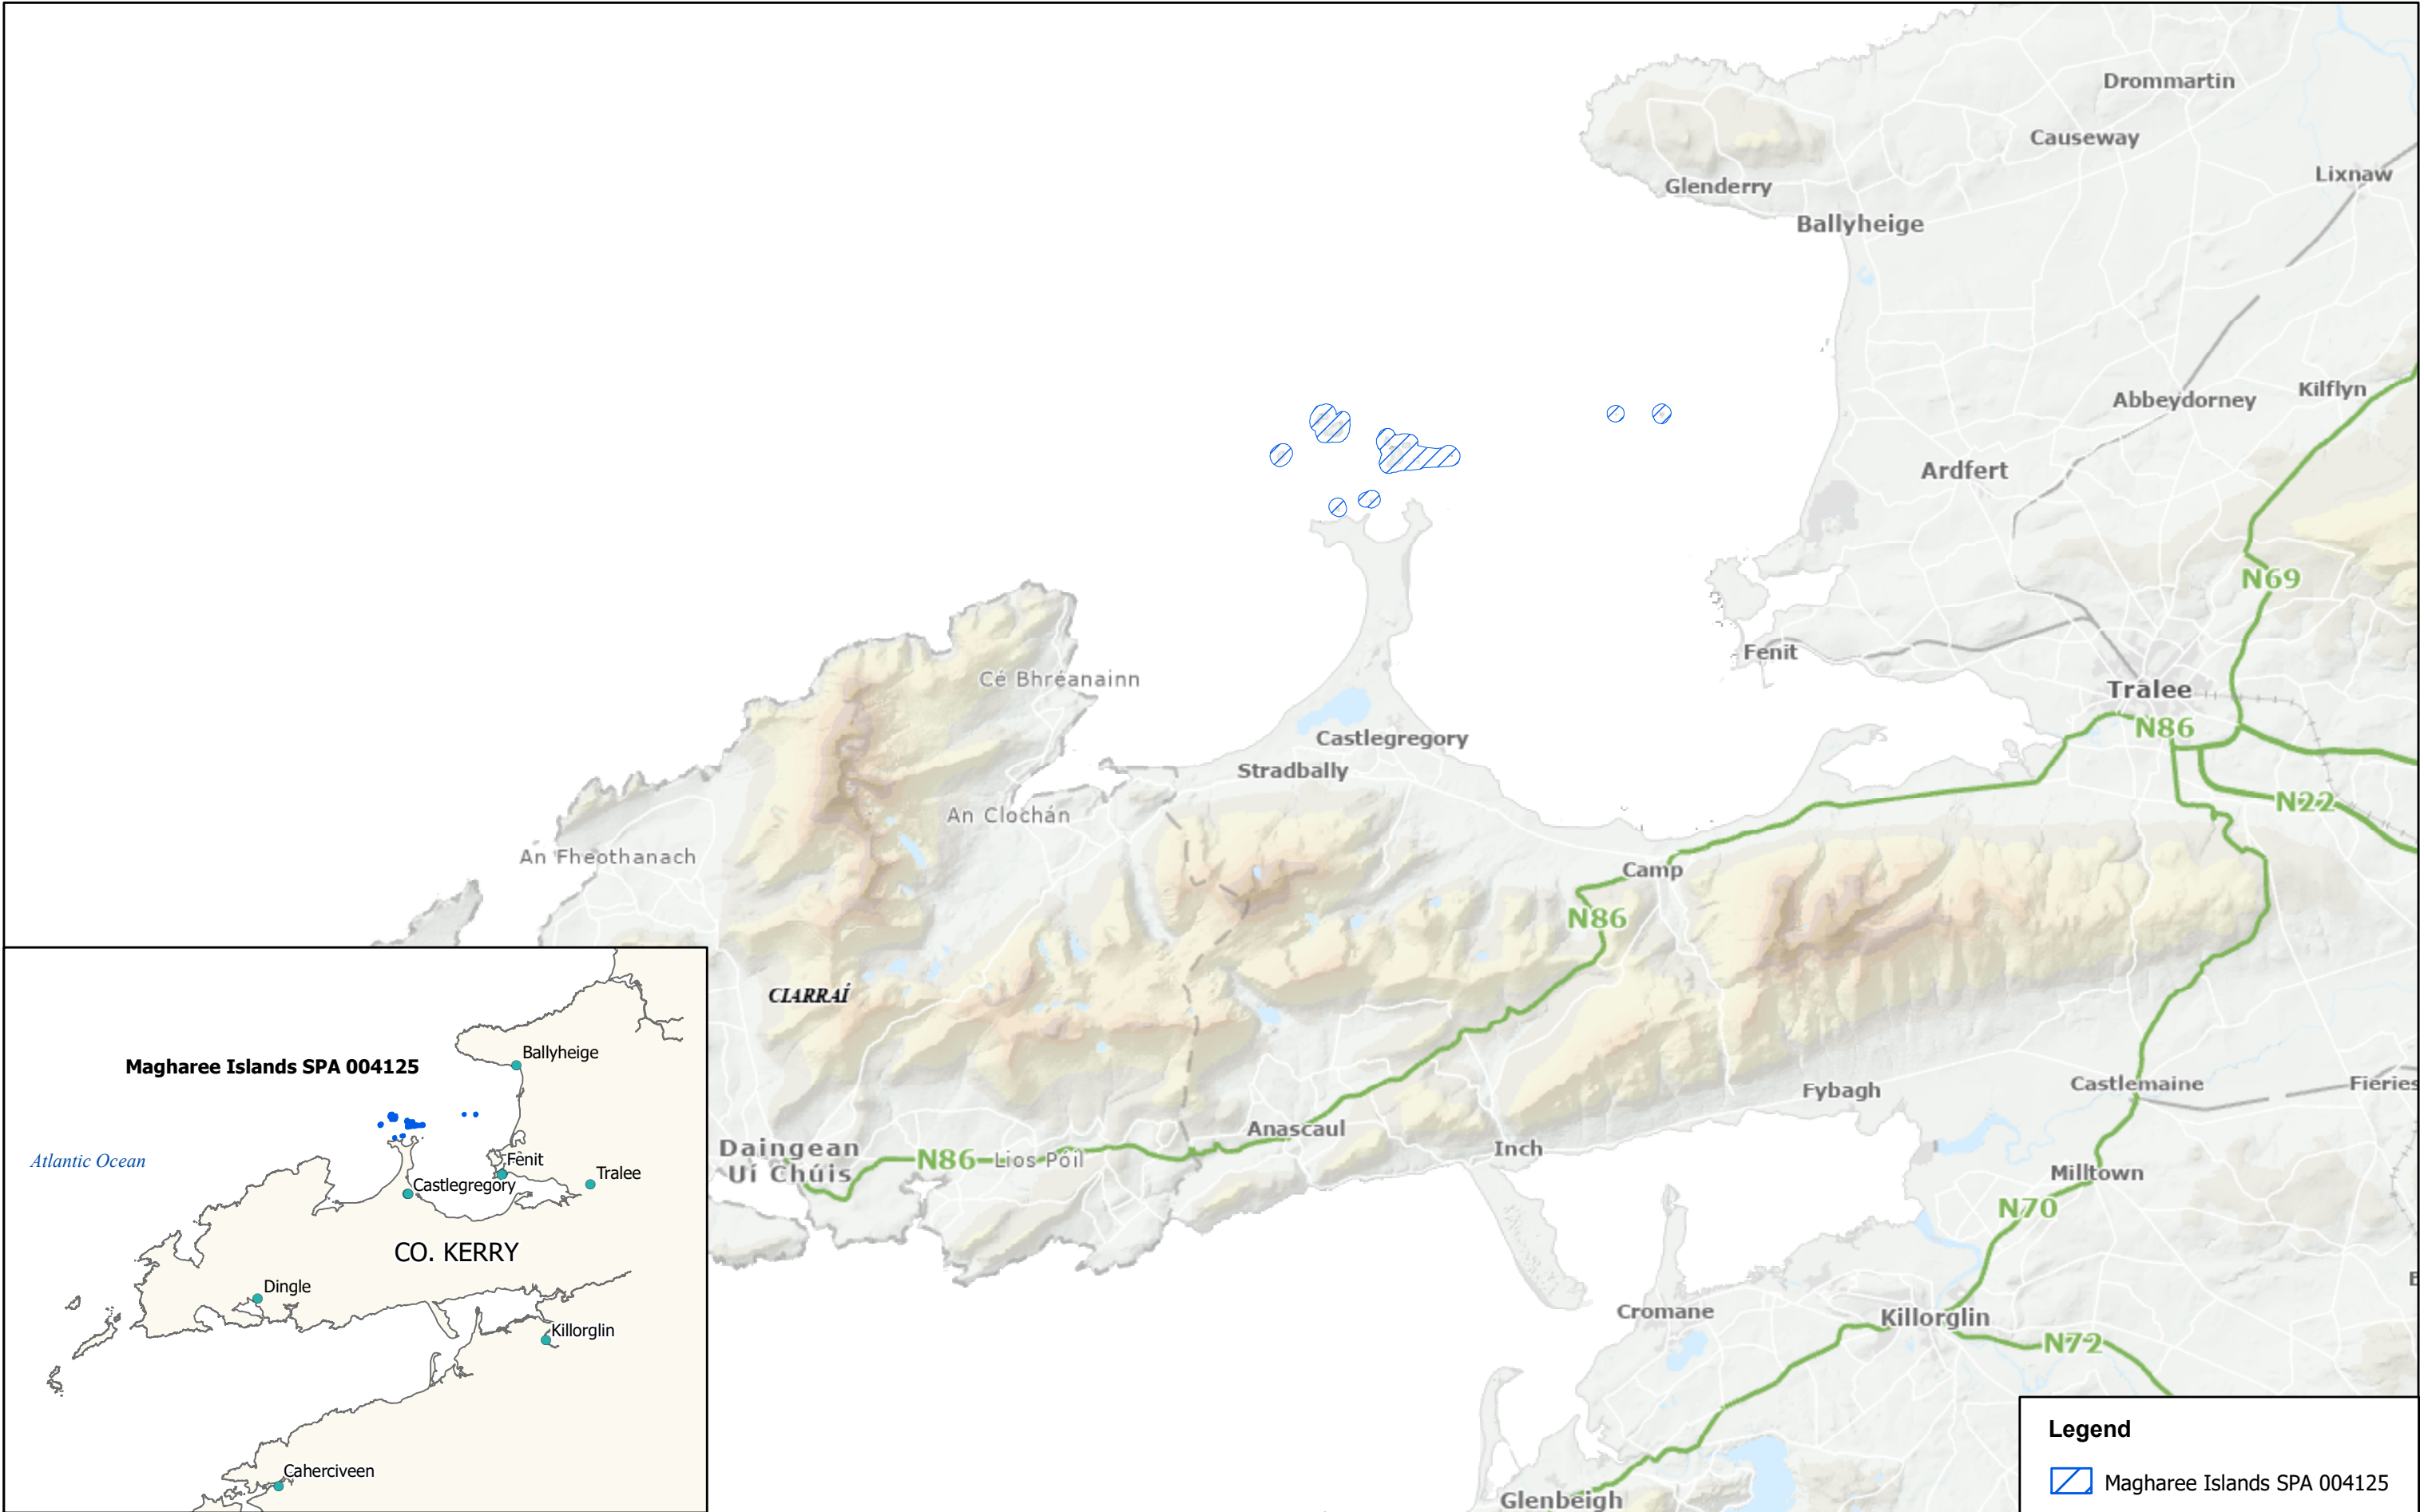 Drommartin
Causeway
Lixnaw
Glenderry
Ballyheige
Kilflyn
Abbeydorney
Ardfert
N69
Fenit
Cé Bhréanainn
Tralee
N86
Castlegregory
Stradbally
N22
An Clochán
An Fheothanach
Camp
N86
CIARRAÍ
Castlemaine
Fieries
Fybagh
Anascaul
Daingean
Uí Chúis
N86
Lios Póil
Inch
Milltown
N70
Cromane
Killorglin
N72
Glenbeigh
Magharee Islands SPA 004125
Ballyheige
Atlantic Ocean
Fenit
Tralee
Castlegregory
CO. KERRY
Dingle
Killorglin
Caherciveen
Legend
Magharee Islands SPA 004125